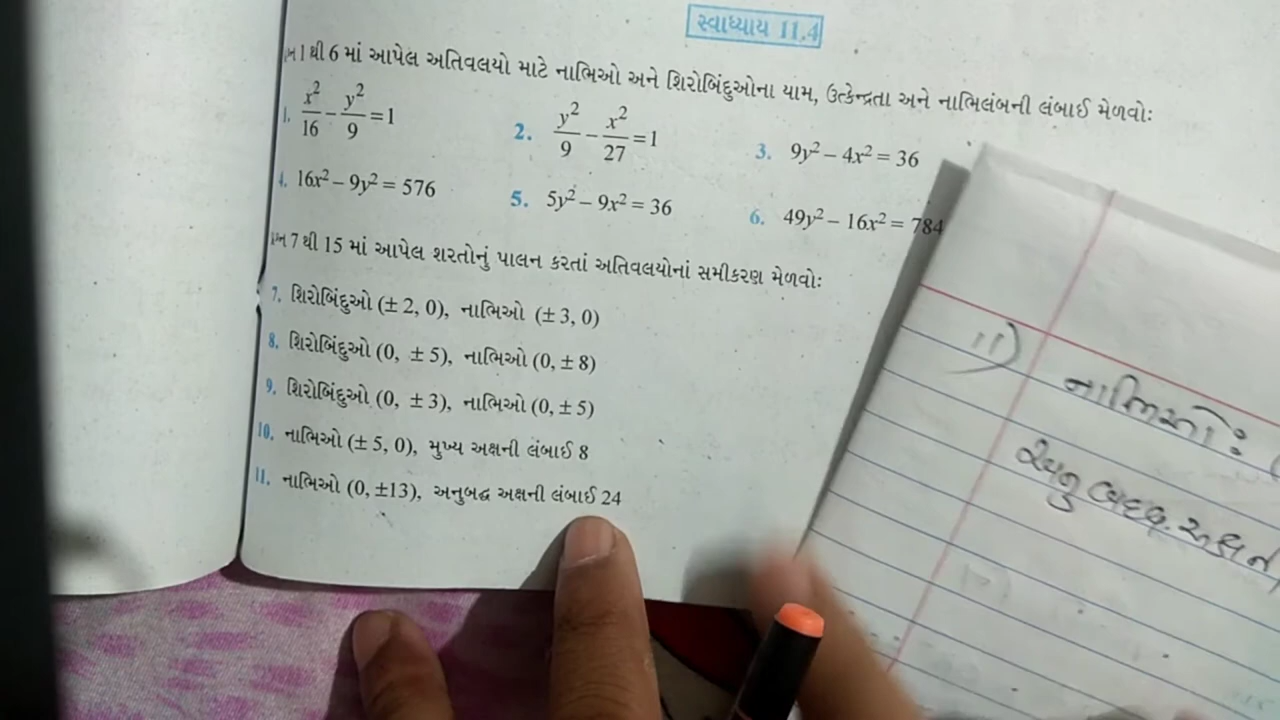 સ્વાધ્યાય 11.4
1 થી 6 માં આપેલ અતિવલયો માટે નાભિઓ અને શિરોબિંદુઓના યામ, ઉત્કેન્દ્રતા અને નાભિલંબની લંબાઈ મેળવો:
1. x²/16 − y²/9 = 1 2. y²/9 − x²/27 = 1 3. 9y² − 4x² = 36
4. 16x² − 9y² = 576 5. 5y² − 9x² = 36 6. 49y² − 16x² = 784
7 થી 15 માં આપેલ શરતોનું પાલન કરતાં અતિવલયોનાં સમીકરણ મેળવો:
7. શિરોબિંદુઓ (± 2, 0), નાભિઓ (± 3, 0)
8. શિરોબિંદુઓ (0, ± 5), નાભિઓ (0, ± 8)
9. શિરોબિંદુઓ (0, ± 3), નાભિઓ (0, ± 5)
10. નાભિઓ (± 5, 0), મુખ્ય અક્ષની લંબાઈ 8
11. નાભિઓ (0, ±13), અનુબદ્ધ અક્ષની લંબાઈ 24
11)
નાભિઓ : (